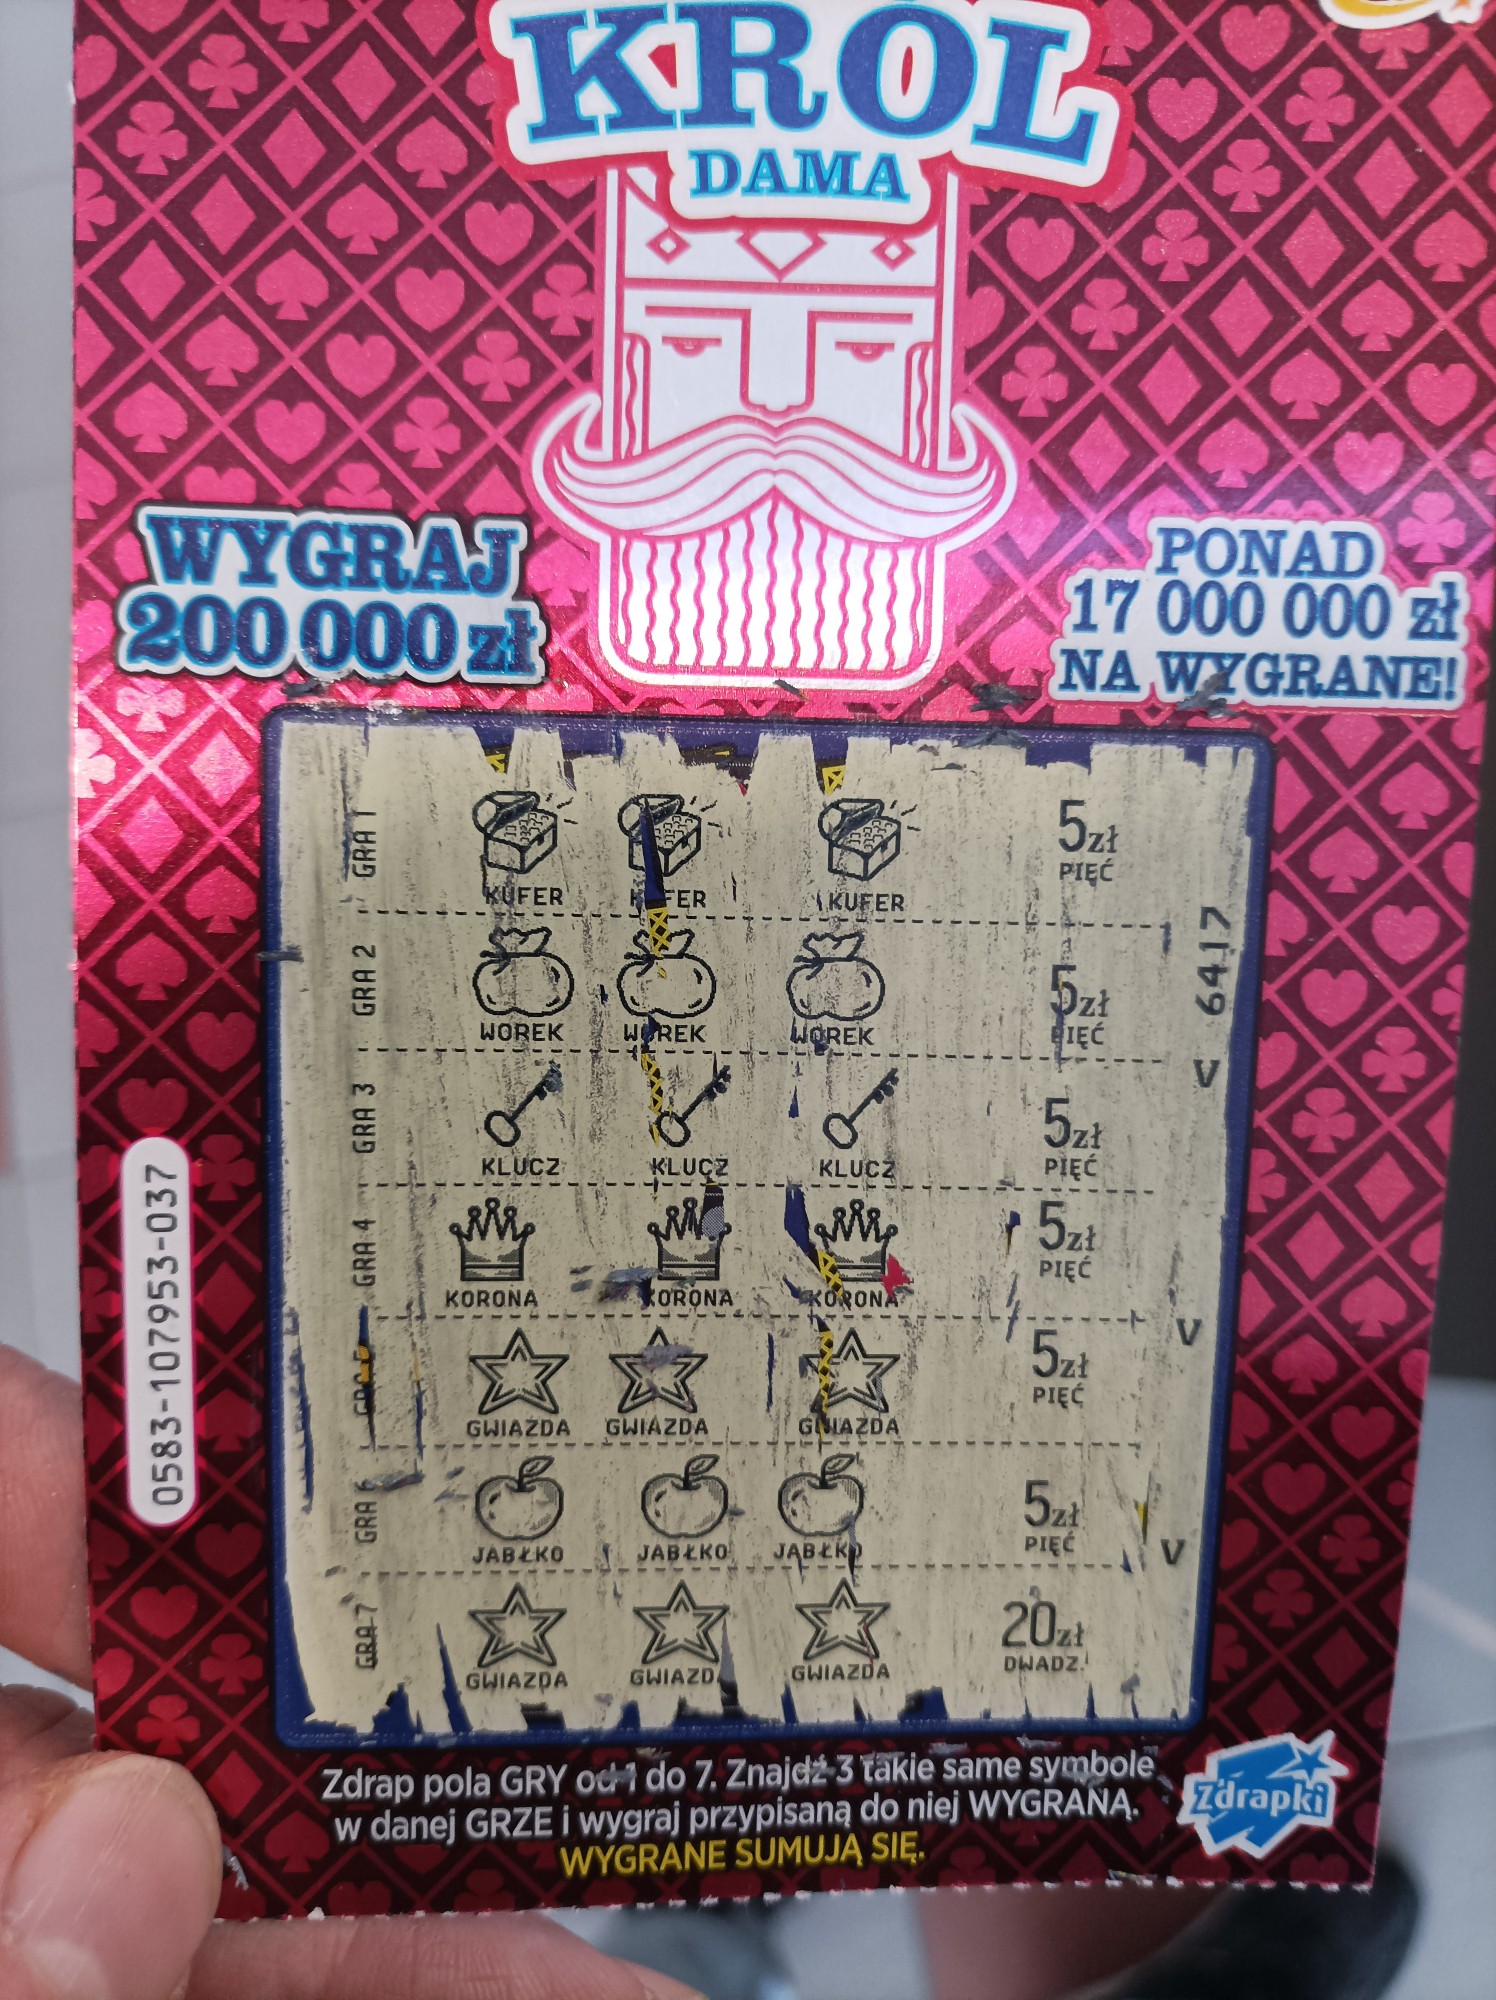 KRÓL
DAMA
WYGRAJ
200 000 zł
PONAD
17 000 000 zł
NA WYGRANE!
GRA 1
5zł
KUFER
KUFER
PIĘĆ
GRA 2
5zł
WOREK WOREK WOREK
PIĘĆ
6417
V
GRA 3
5zł
KLUCZ KLUCZ KLUCZ
PIĘĆ
GRA 4
5zł
PIĘĆ
KORONA KORONA KORONA
V
5zł
PIĘĆ
GWIAZDA GWIAZDA GWIAZDA
GRA 6
5zł
PIĘĆ
JABŁKO JABŁKO JABŁKO
V
GRA 7
20zł
DWADZ.
GWIAZDA GWIAZD GWIAZDA
0583-107953-037
Zdrap pola GRY od 1 do 7. Znajdź 3 takie same symbole
w danej GRZE i wygraj przypisaną do niej WYGRANĄ.
WYGRANE SUMUJĄ SIĘ.
Zdrapki